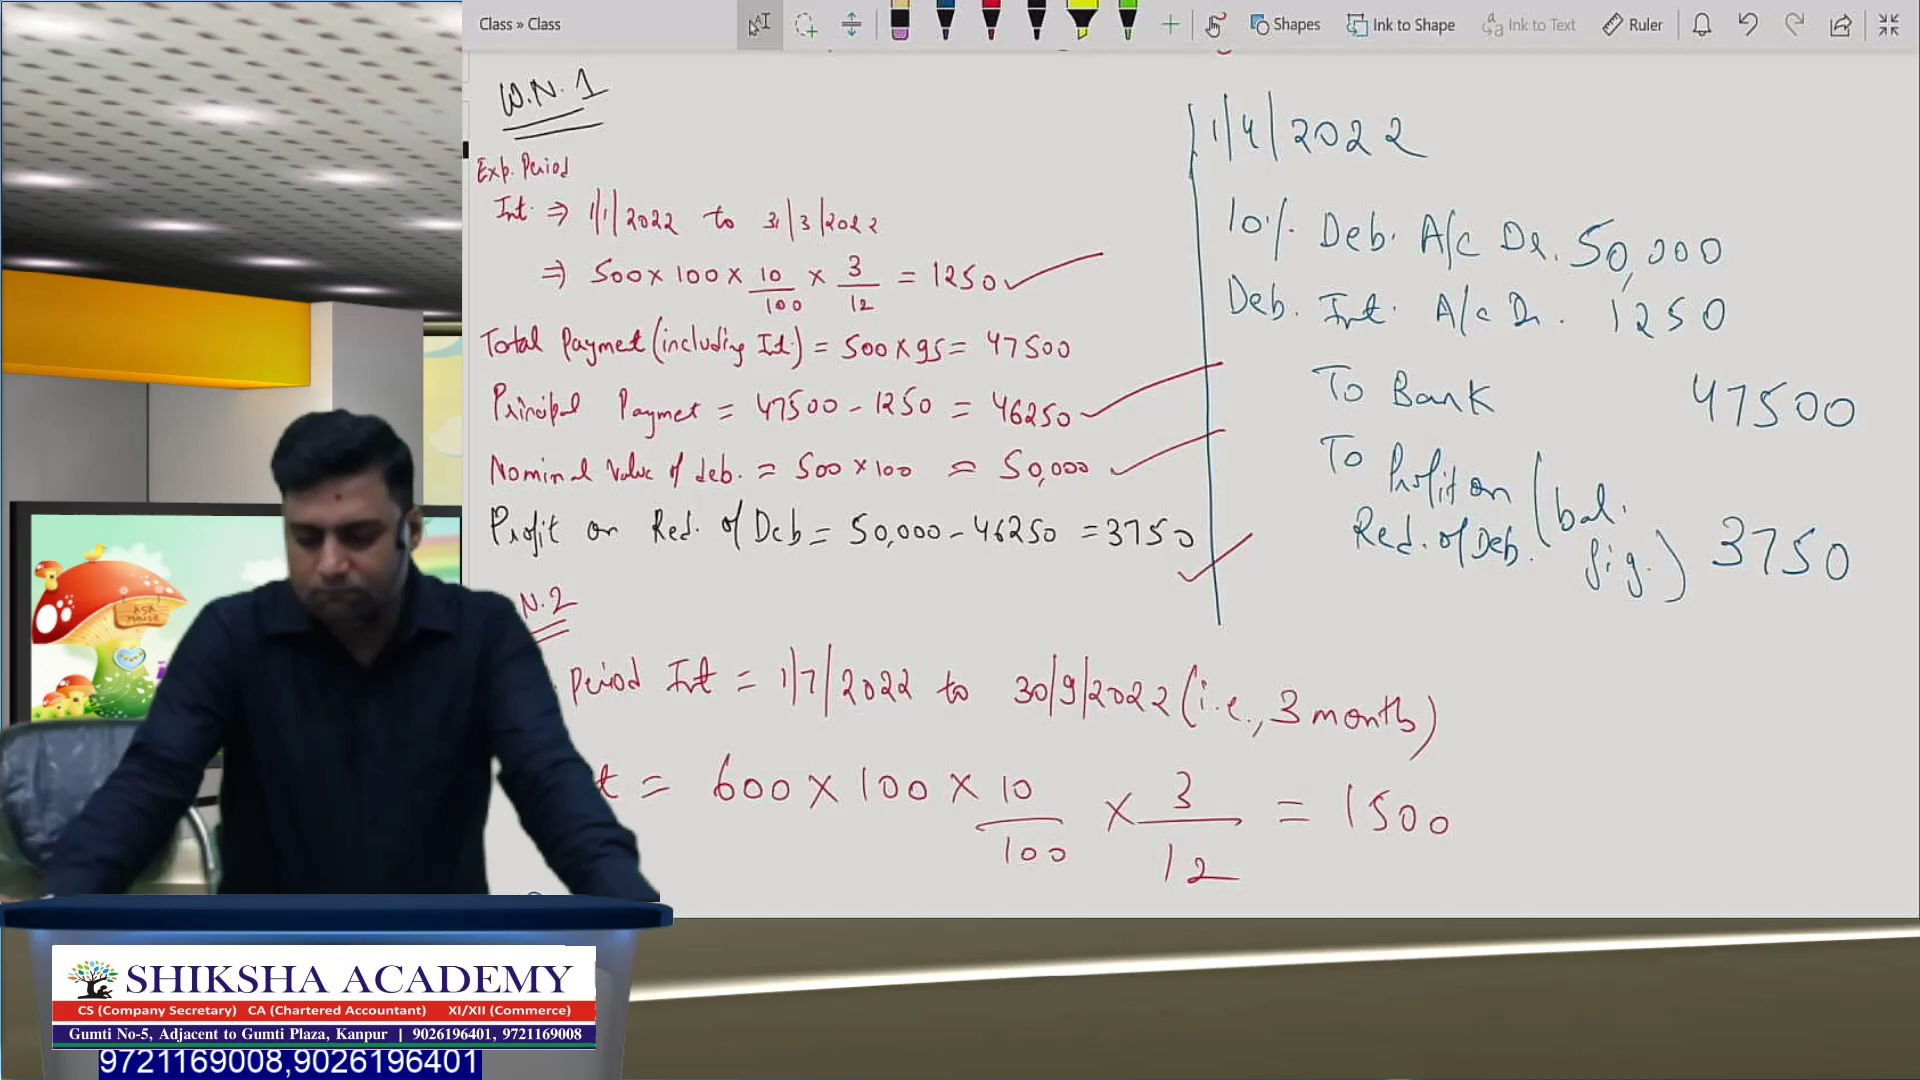 Class » Class
Shapes
Ink to Shape
Ink to Text
Ruler
W.N. 1
Exp. Period
Int. ⇒ 1/1/2022 to 31/3/2022
⇒ 500 × 100 × 10/100 × 3/12 = 1250
Total Payment (including Int.) = 500 × 95 = 47500
Principal Payment = 47500 - 1250 = 46250
Nominal Value of deb. = 500 × 100 = 50,000
Profit on Red. of Deb = 50,000 - 46250 = 3750
1/4/2022
10% Deb. A/c Dr. 50,000
Deb. Int. A/c Dr. 1250
To Bank 47500
To Profit on
Red. of Deb. (bal. fig.) 3750
N. 2
Period Int = 1/7/2022 to 30/9/2022 (i.e., 3 month)
t = 600 × 100 × 10/100 × 3/12 = 1500
ASA
HOUSE
SHIKSHA ACADEMY
CS (Company Secretary) CA (Chartered Accountant) XI/XII (Commerce)
Gumti No-5, Adjacent to Gumti Plaza, Kanpur | 9026196401, 9721169008
9721169008,9026196401